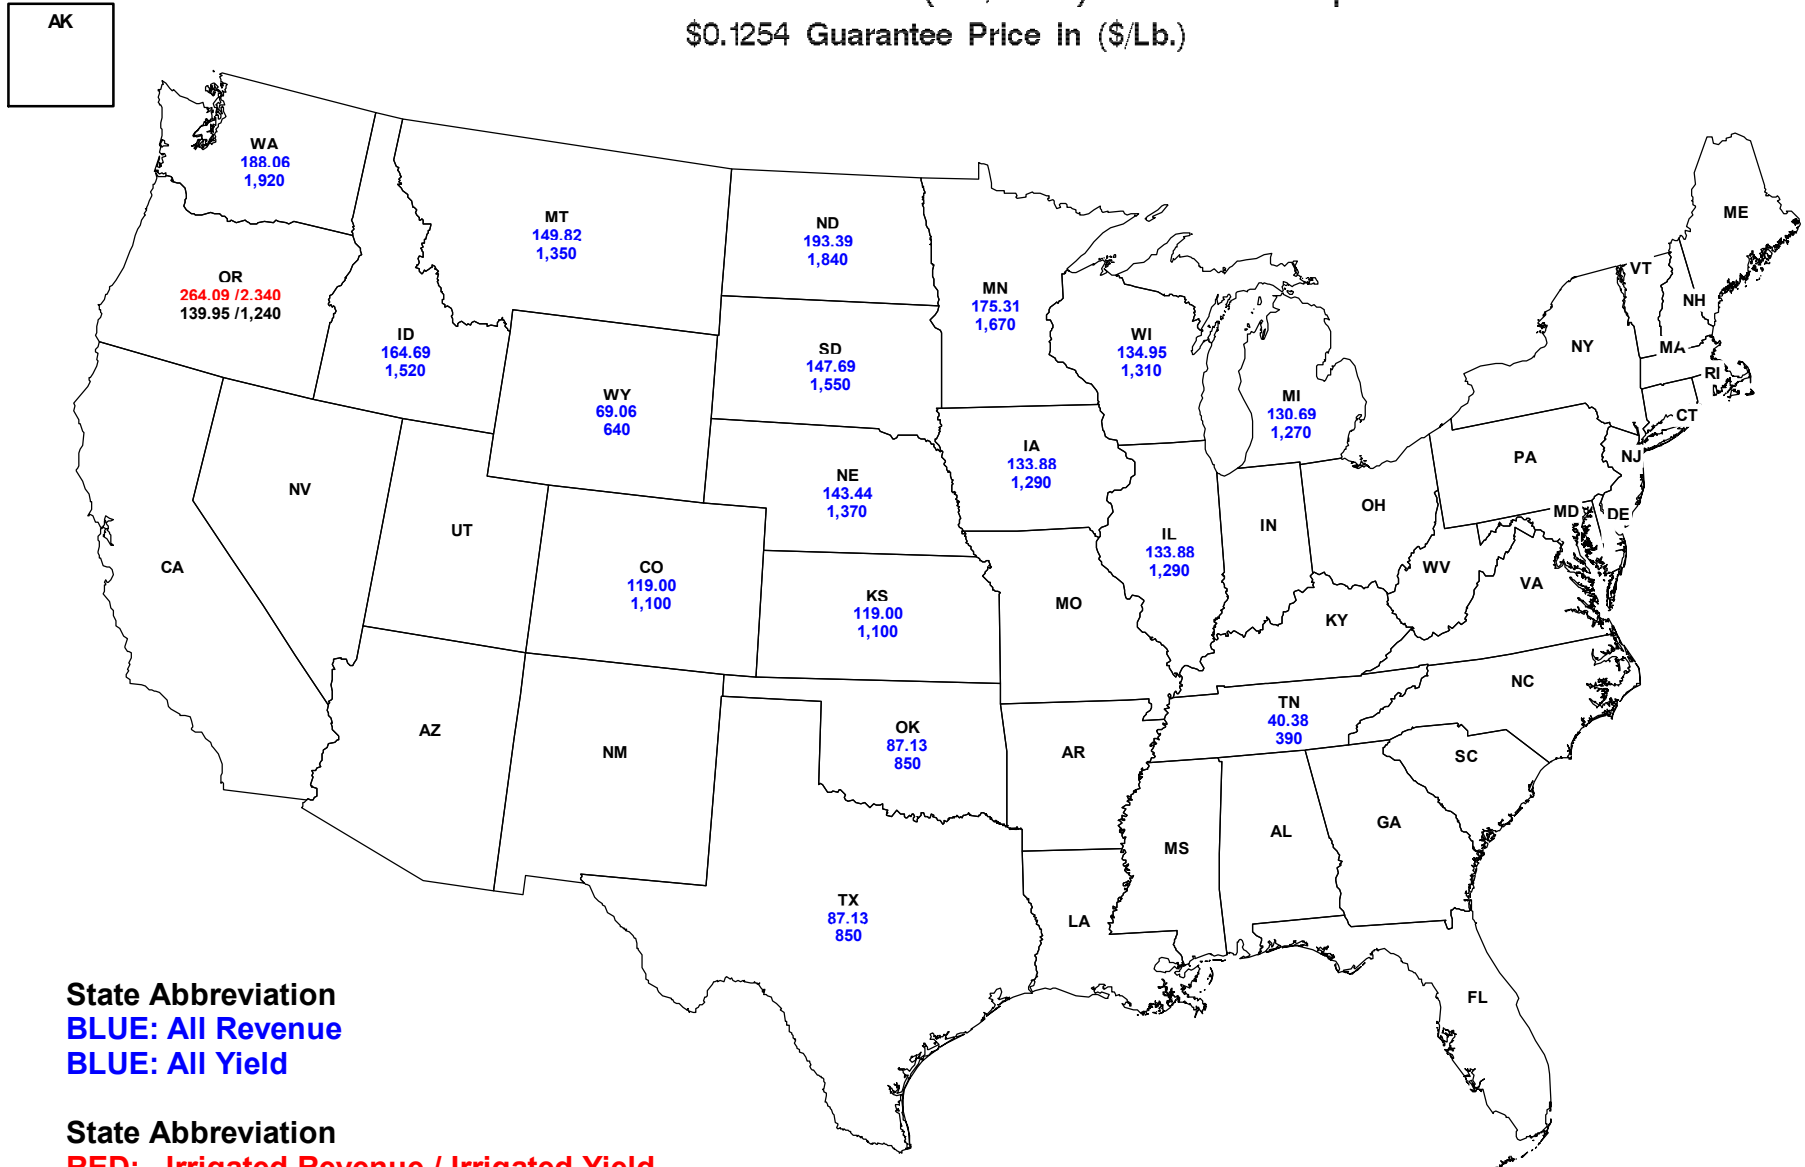 $0.1254 Guarantee Price in ($/Lb.)
AK
WA
188.06
1,920
MT
149.82
1,350
ND
193.39
1,840
MN
175.31
1,670
OR
264.09 /2,340
139.95 /1,240
ID
164.69
1,520
WY
69.06
640
SD
147.69
1,550
WI
134.95
1,310
MI
130.69
1,270
IA
133.88
1,290
NE
143.44
1,370
IL
133.88
1,290
CO
119.00
1,100
KS
119.00
1,100
OK
87.13
850
TX
87.13
850
TN
40.38
390
ME
VT
NH
NY
MA
RI
CT
PA
NJ
MD
DE
OH
IN
WV
VA
KY
MO
NV
UT
CA
AZ
NM
AR
NC
SC
GA
AL
MS
LA
FL
State Abbreviation
BLUE: All Revenue
BLUE: All Yield
State Abbreviation
RED: Irrigated Revenue / Irrigated Yield